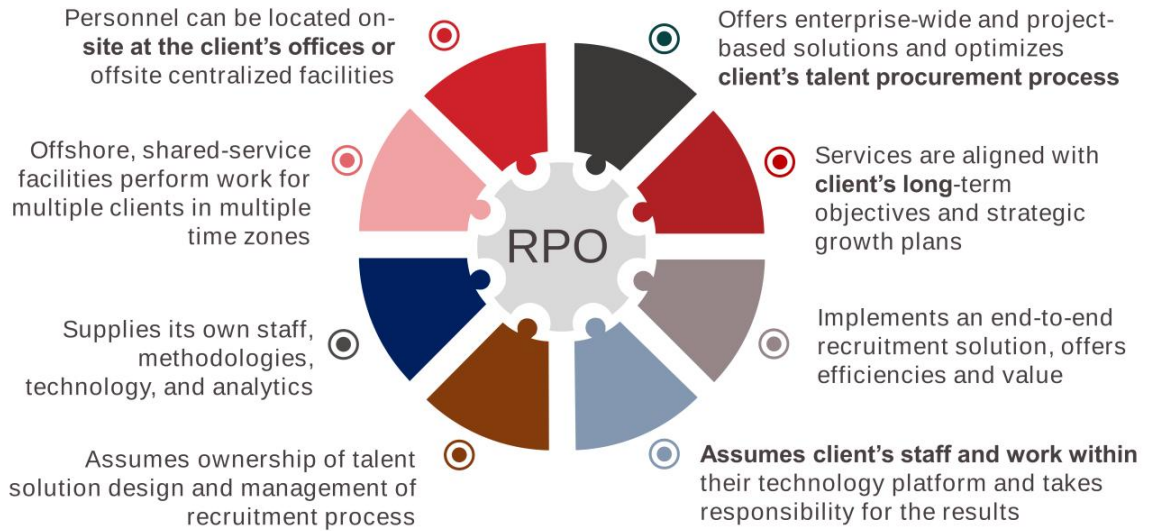 Personnel can be located on-
site at the client’s offices or
offsite centralized facilities
Offers enterprise-wide and project-
based solutions and optimizes
client’s talent procurement process
Offshore, shared-service
facilities perform work for
multiple clients in multiple
time zones
Services are aligned with
client’s long-term
objectives and strategic
growth plans
RPO
Supplies its own staff,
methodologies,
technology, and analytics
Implements an end-to-end
recruitment solution, offers
efficiencies and value
Assumes ownership of talent
solution design and management of
recruitment process
Assumes client’s staff and work within
their technology platform and takes
responsibility for the results